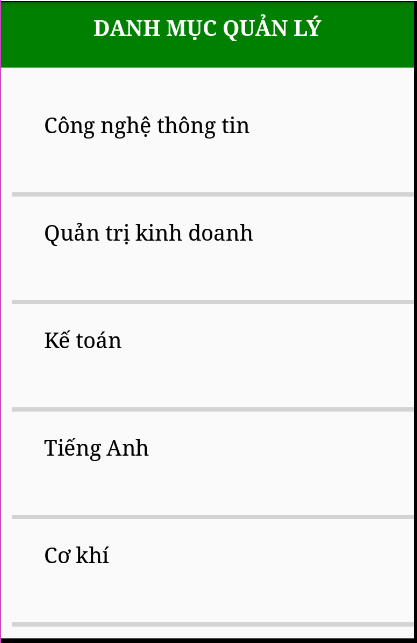 DANH MỤC QUẢN LÝ
Công nghệ thông tin
Quản trị kinh doanh
Kế toán
Tiếng Anh
Cơ khí